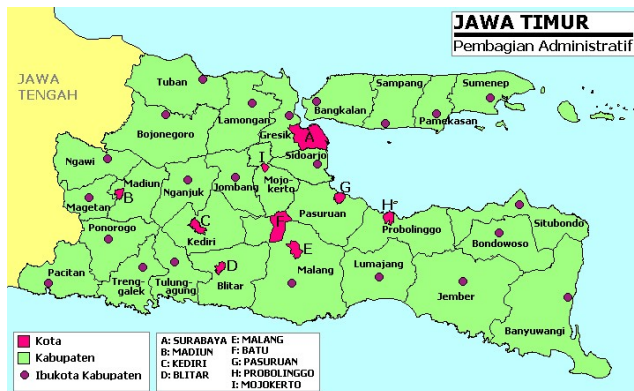 JAWA TIMUR
Pembagian Administratif
JAWA
TENGAH
Tuban
Lamongan
Gresik
Bangkalan
Sampang
Pamekasan
Sumenep
Bojonegoro
A
Sidoarjo
Ngawi
Madiun
B
Nganjuk
Jombang
I
Mojo-
kerto
G
Pasuruan
H
Probolinggo
Situbondo
Magetan
Ponorogo
C
Kediri
F
E
Bondowoso
Pacitan
Treng-
galek
Tulung-
agung
D
Blitar
Malang
Lumajang
Jember
Banyuwangi
Kota
Kabupaten
Ibukota Kabupaten
A: SURABAYA
B: MADIUN
C: KEDIRI
D: BLITAR
E: MALANG
F: BATU
G: PASURUAN
H: PROBOLINGGO
I: MOJOKERTO